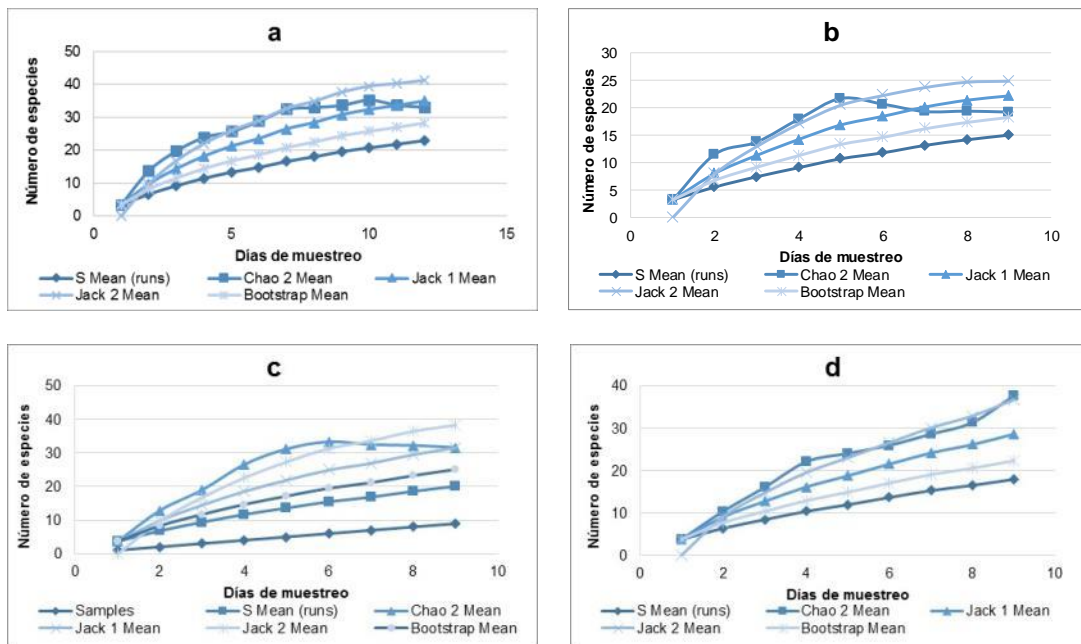 a
Número de especies
50
40
30
20
10
0
0 5 10 15
Días de muestreo
S Mean (runs) Chao 2 Mean Jack 1 Mean
Jack 2 Mean Bootstrap Mean
b
Número de especies
30
25
20
15
10
5
0
0 2 4 6 8 10
Días de muestreo
S Mean (runs) Chao 2 Mean Jack 1 Mean
Jack 2 Mean Bootstrap Mean
c
Número de especies
50
40
30
20
10
0
0 2 4 6 8 10
Días de muestreo
Samples S Mean (runs) Chao 2 Mean
Jack 1 Mean Jack 2 Mean Bootstrap Mean
d
Número de especies
40
30
20
10
0
0 2 4 6 8 10
Días de muestreo
S Mean (runs) Chao 2 Mean Jack 1 Mean
Jack 2 Mean Bootstrap Mean